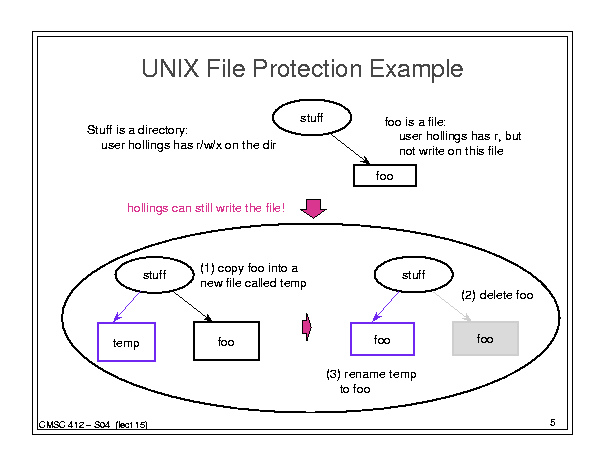 UNIX File Protection Example
stuff
Stuff is a directory:
user hollings has r/w/x on the dir
foo is a file:
user hollings has r, but
not write on this file
foo
hollings can still write the file!
stuff
(1) copy foo into a
new file called temp
temp
foo
stuff
(2) delete foo
foo
foo
(3) rename temp
to foo
CMSC 412 – S04 (lect 15)
5